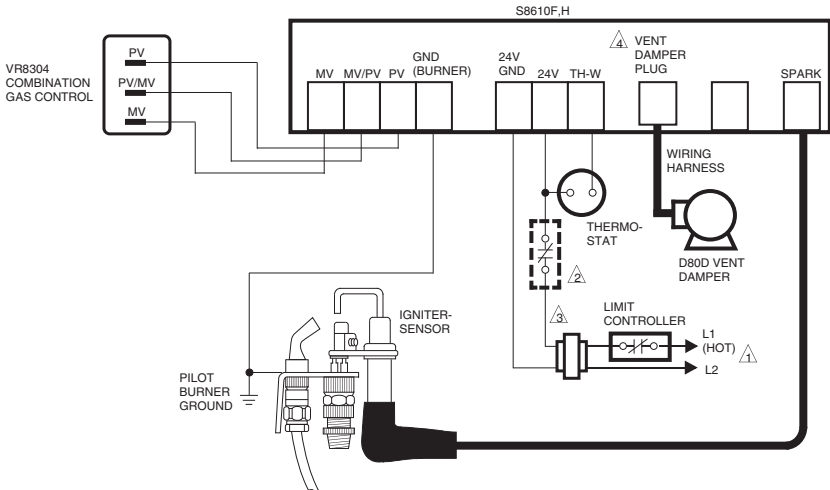 S8610F,H
VR8304
COMBINATION
GAS CONTROL
PV
PV/MV
MV
MV
MV/PV
PV
GND
(BURNER)
24V
GND
24V
TH-W
4
VENT
DAMPER
PLUG
SPARK
WIRING
HARNESS
THERMO-
STAT
D80D VENT
DAMPER
2
3
IGNITER-
SENSOR
LIMIT
CONTROLLER
L1
(HOT)
1
L2
PILOT
BURNER
GROUND